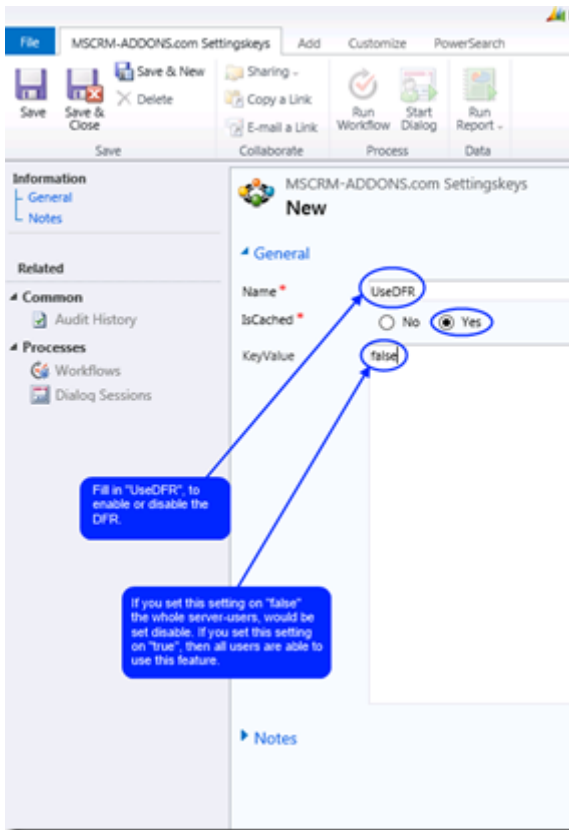 File MSCRM-ADDONS.com Settingskeys Add Customize PowerSearch
Save
Save & Close
Save & New
Delete
Save
Sharing
Copy a Link
E-mail a Link
Collaborate
Run Workflow
Start Dialog
Process
Run Report
Data
Information
General
Notes
Related
Common
Audit History
Processes
Workflows
Dialog Sessions
MSCRM-ADDONS.com Settingskeys
New
General
Name * UseDFR
IsCached * No Yes
KeyValue false
Fill in "UseDFR", to
enable or disable the
DFR.
If you set this setting on "false"
the whole server-users, would be
set disable. If you set this setting
on "true", then all users are able to
use this feature.
Notes